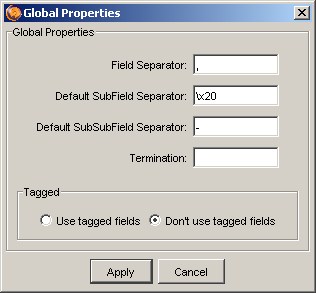 Global Properties
Global Properties
Field Separator: ,
Default SubField Separator: \x20
Default SubSubField Separator: -
Termination:
Tagged
Use tagged fields Don't use tagged fields
Apply Cancel